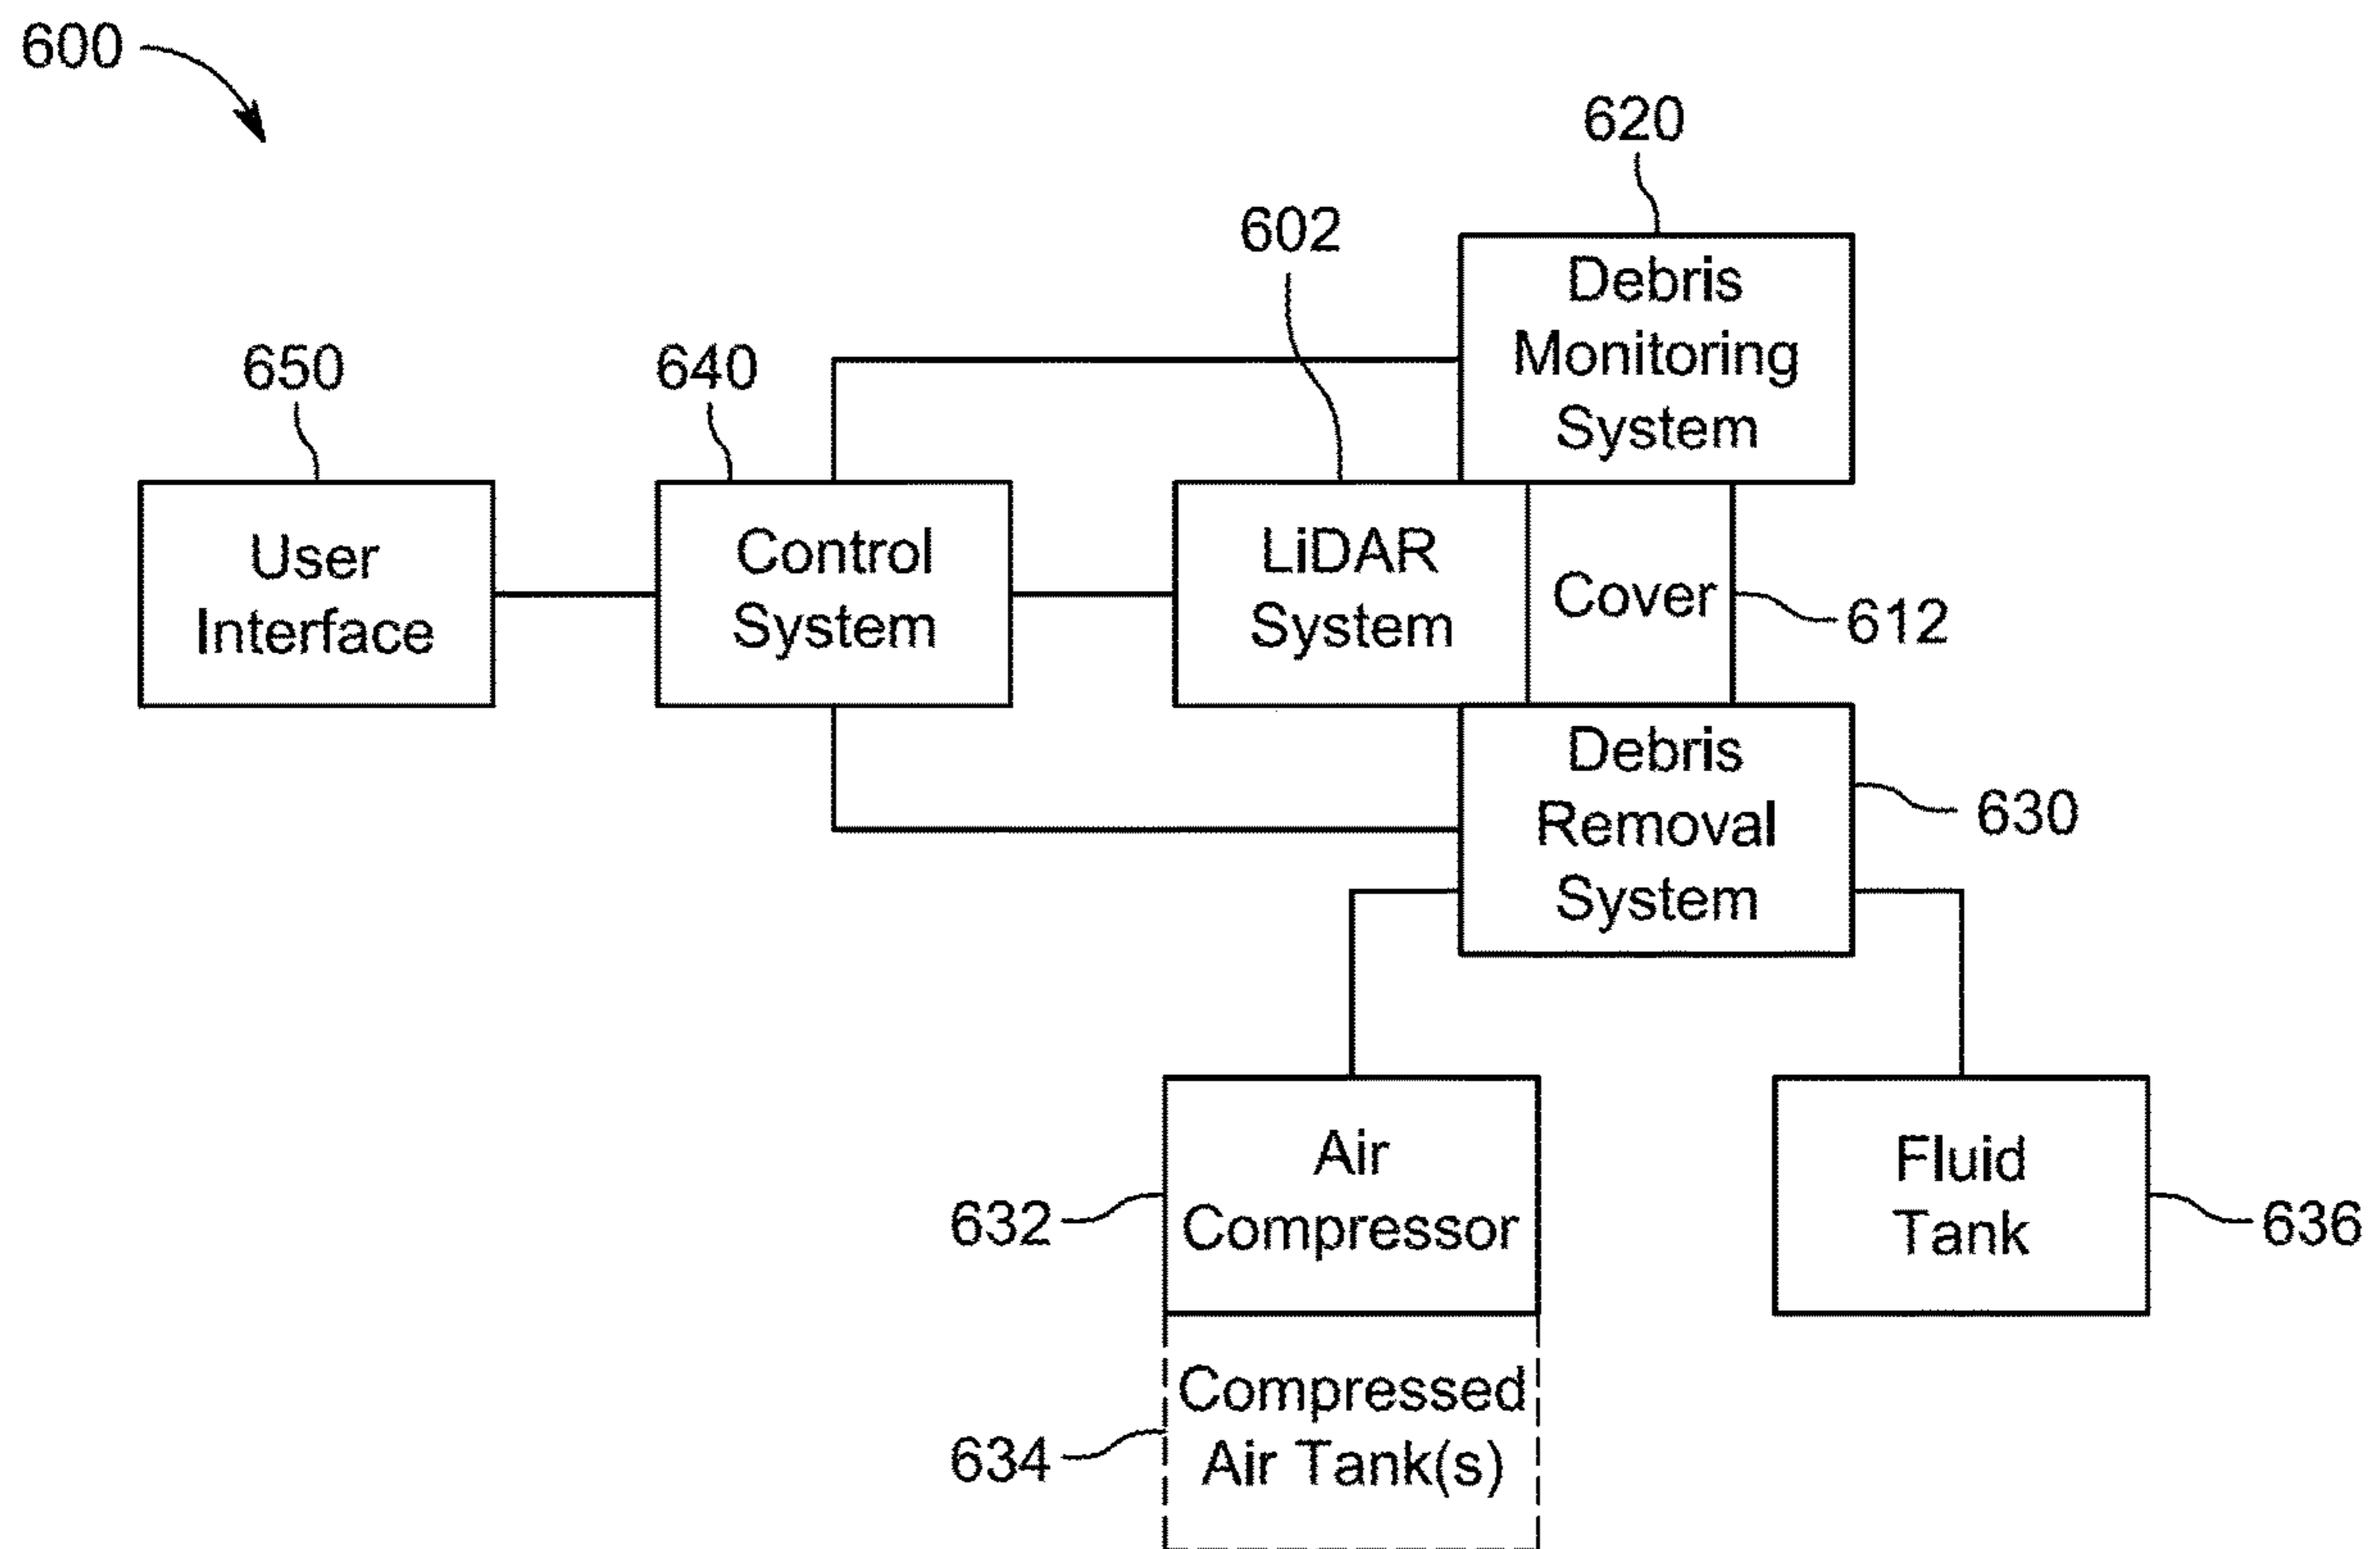 600
620
602
Debris
Monitoring
System
650
640
User
Interface
Control
System
LiDAR
System
Cover
612
Debris
Removal
System
630
Air
Compressor
632
Fluid
Tank
636
Compressed
Air Tank(s)
634